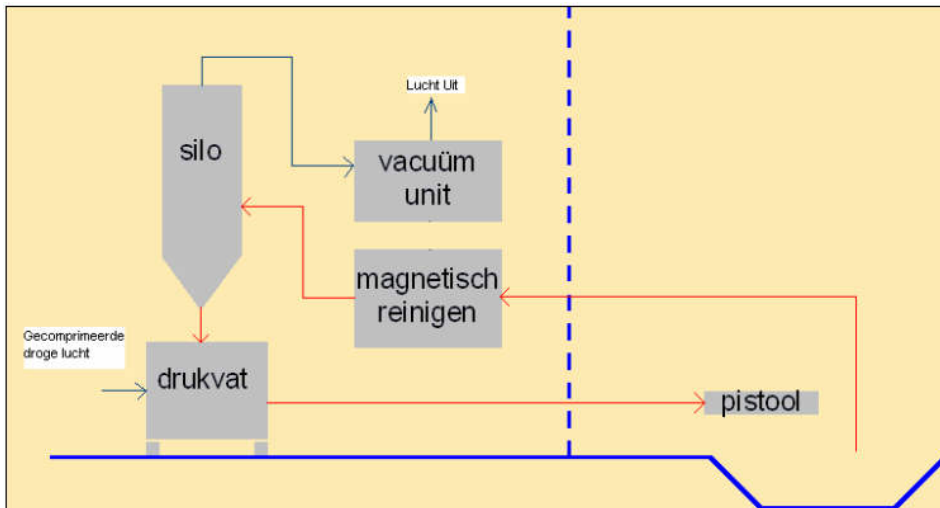 Lucht Uit
silo
vacuüm
unit
magnetisch
reinigen
Gecomprimeerde
droge lucht
drukvat
pistool